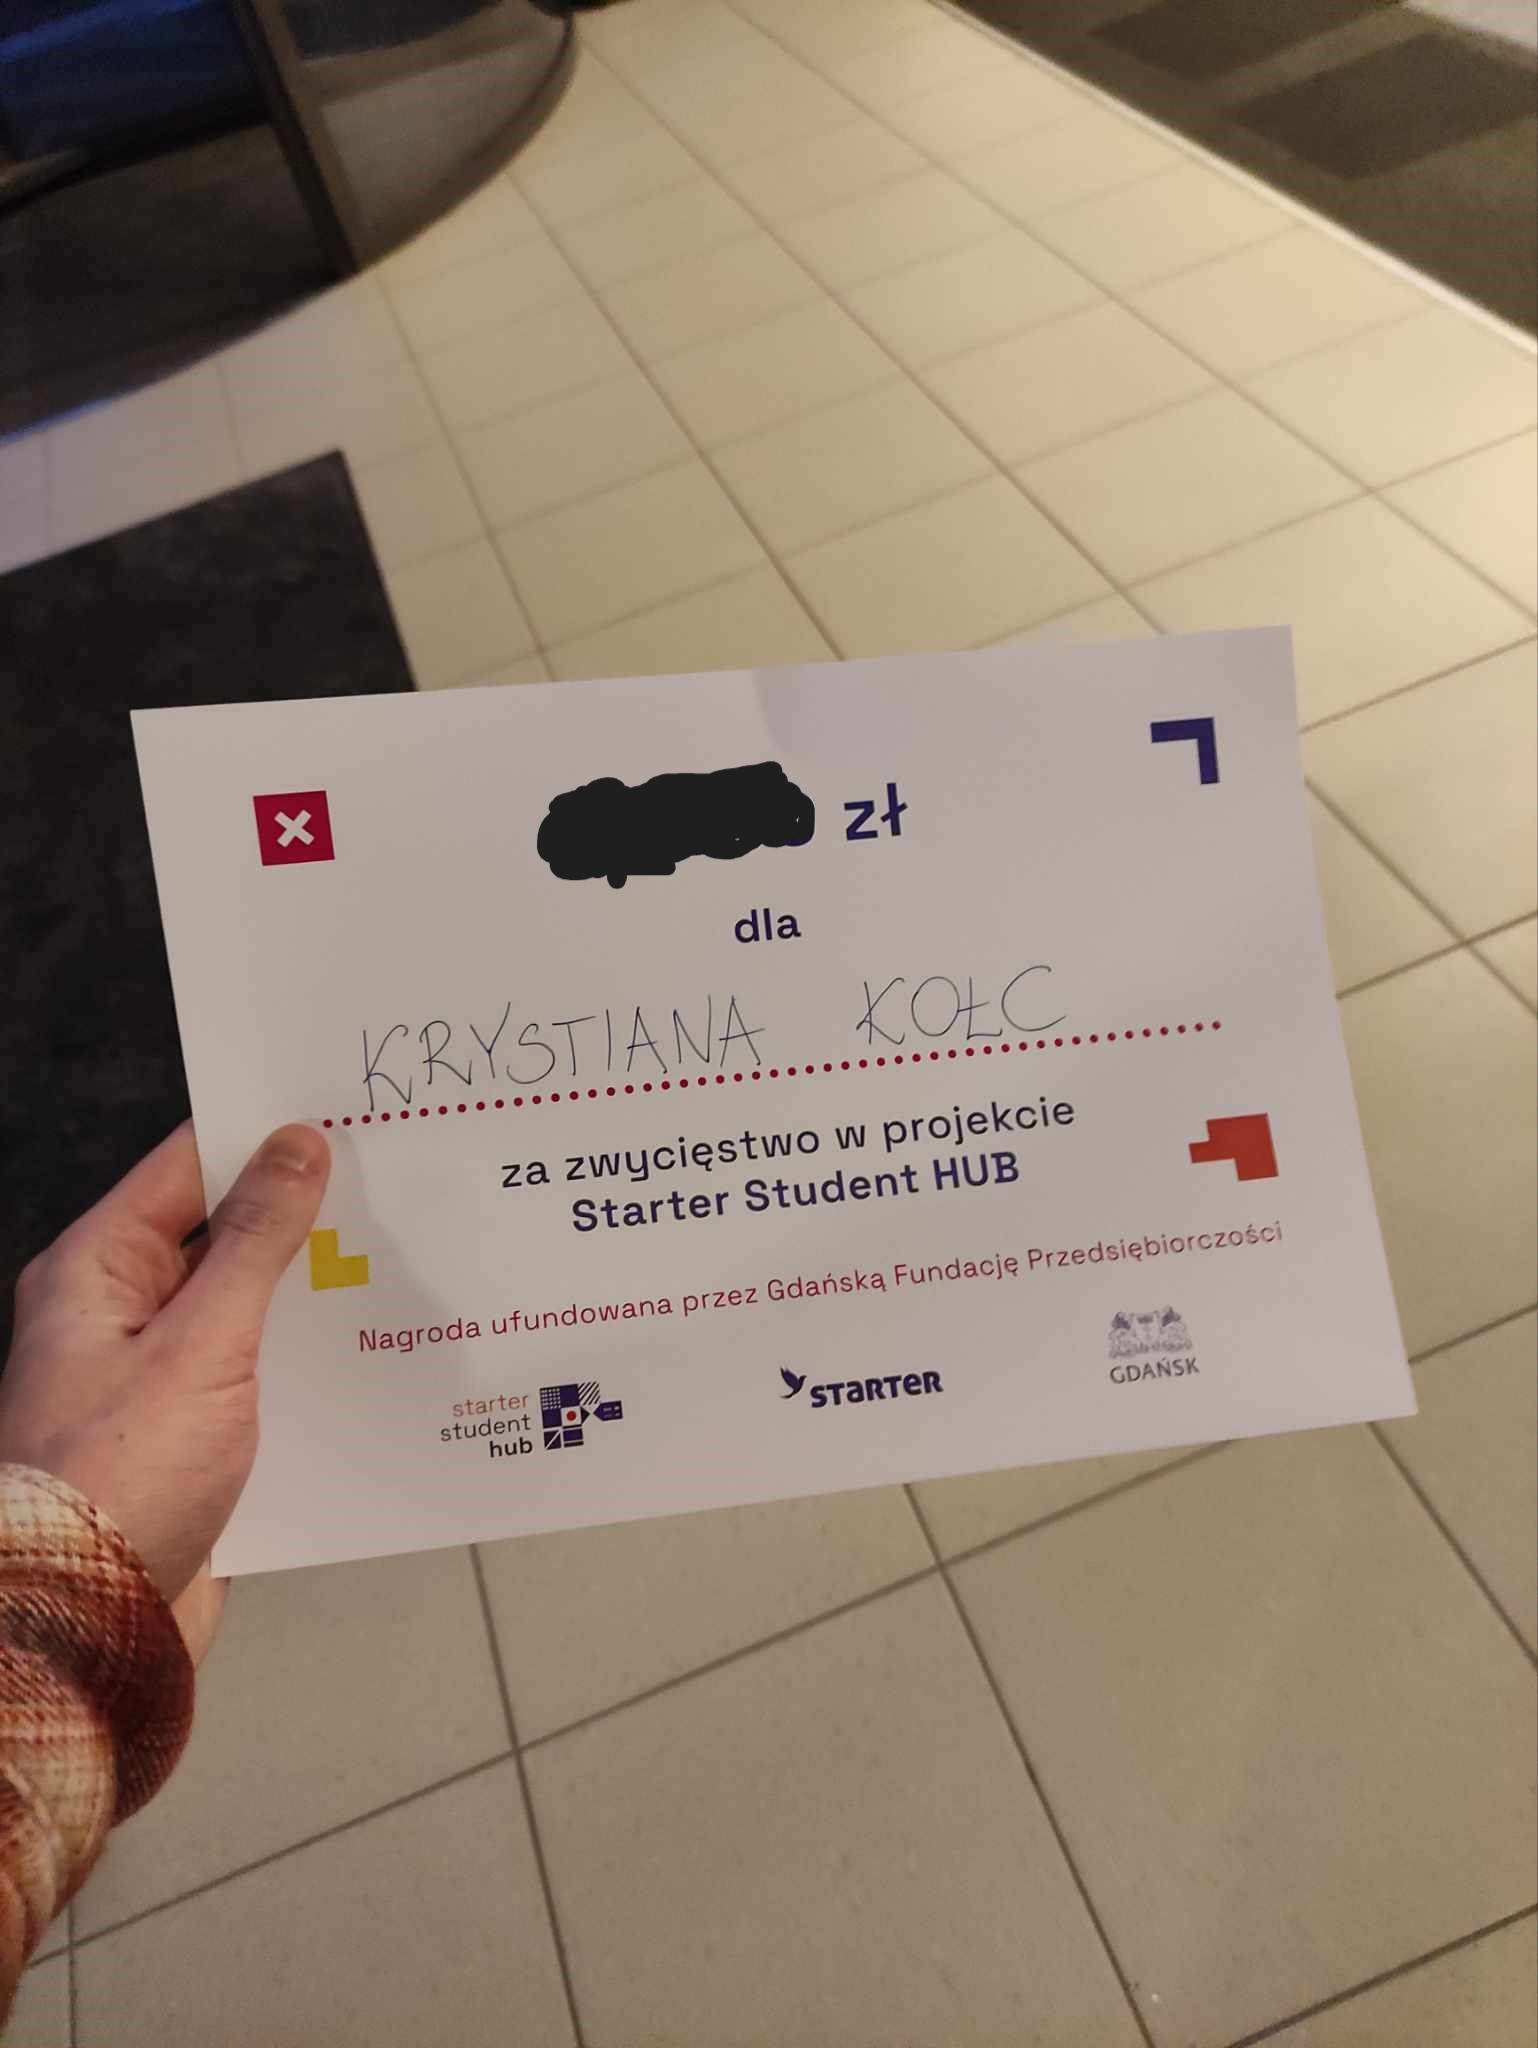 zł
dla
KRYSTIANA KOŁC
za zwycięstwo w projekcie
Starter Student HUB
Nagroda ufundowana przez Gdańską Fundację Przedsiębiorczości
starter
student
hub
STARTER
GDAŃSK